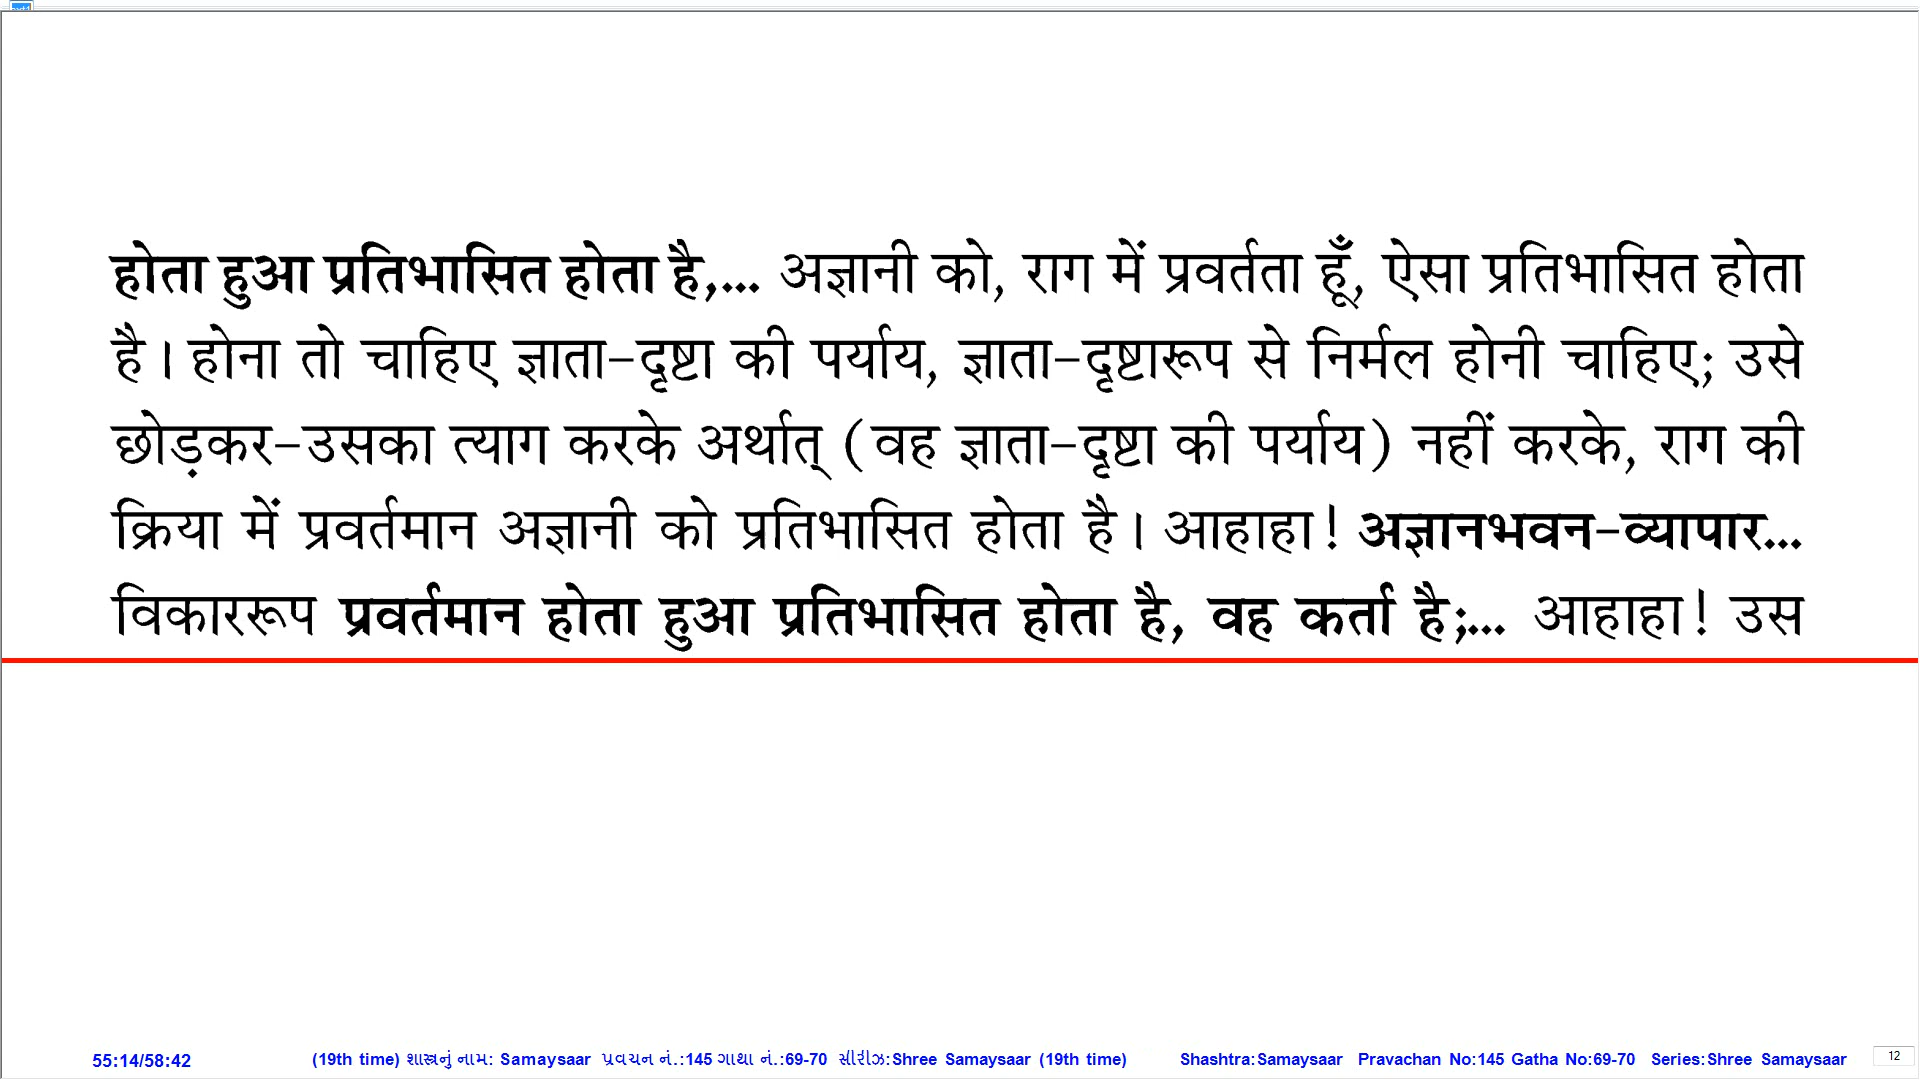 होता हुआ प्रतिभासित होता है,... अज्ञानी को, राग में प्रवर्तता हूँ, ऐसा प्रतिभासित होता
है। होना तो चाहिए ज्ञाता-दृष्टा की पर्याय, ज्ञाता-दृष्टारूप से निर्मल होनी चाहिए; उसे
छोड़कर-उसका त्याग करके अर्थात् (वह ज्ञाता-दृष्टा की पर्याय) नहीं करके, राग की
क्रिया में प्रवर्तमान अज्ञानी को प्रतिभासित होता है। आहाहा! अज्ञानभवन-व्यापार...
विकाररूप प्रवर्तमान होता हुआ प्रतिभासित होता है, वह कर्ता है;... आहाहा! उस
55:14/58:42 (19th time) શાસ્ત્રનું નામ: Samaysaar પ્રવચન નં.:145 ગાથા નં.:69-70 સીરીઝ:Shree Samaysaar (19th time) Shashtra:Samaysaar Pravachan No:145 Gatha No:69-70 Series:Shree Samaysaar 12